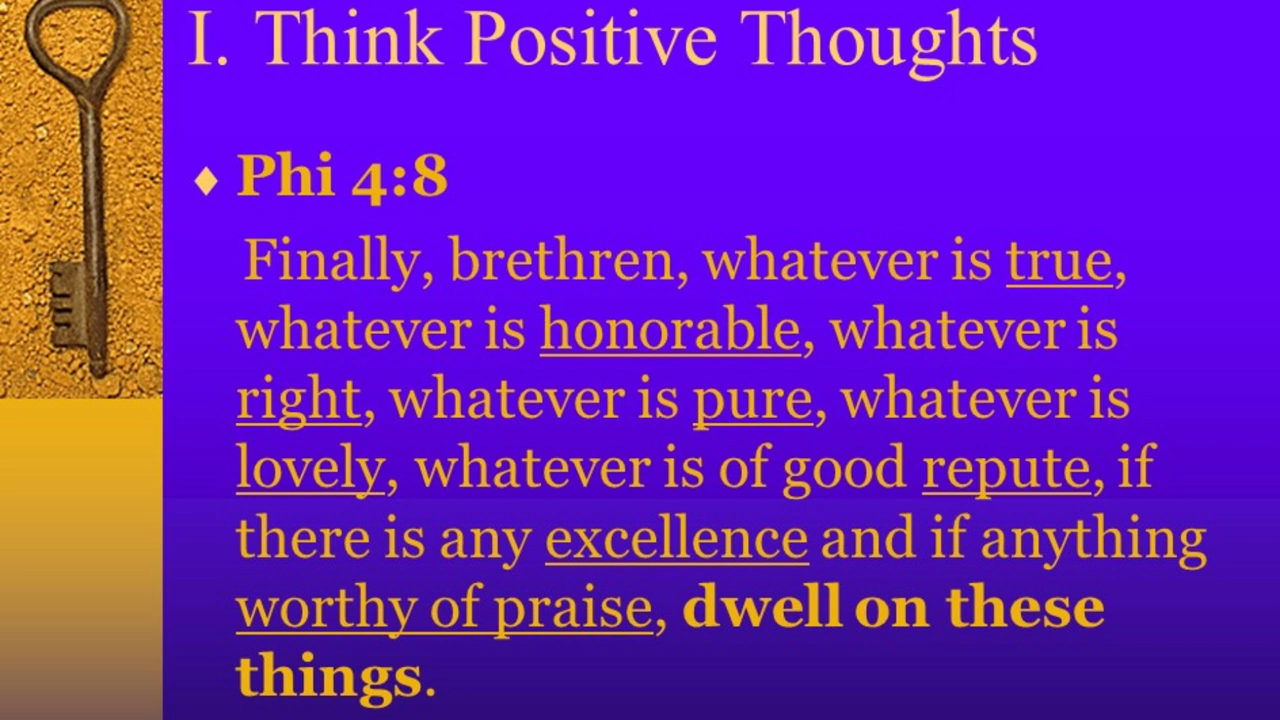 I. Think Positive Thoughts
Phi 4:8
Finally, brethren, whatever is true,
whatever is honorable, whatever is
right, whatever is pure, whatever is
lovely, whatever is of good repute, if
there is any excellence and if anything
worthy of praise, dwell on these
things.